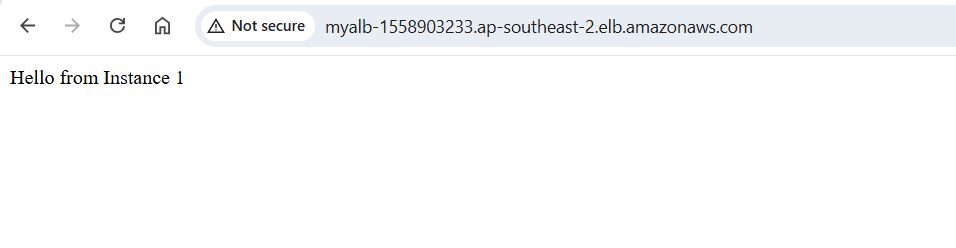 Not secure myalb-1558903233.ap-southeast-2.elb.amazonaws.com
Hello from Instance 1